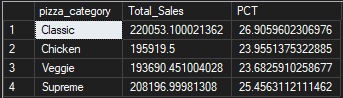 pizza_category Total_Sales PCT
1 Classic 220053.100021362 26.9059602306976
2 Chicken 195919.5 23.9551375322885
3 Veggie 193690.451004028 23.6825910258677
4 Supreme 208196.99981308 25.4563112111462